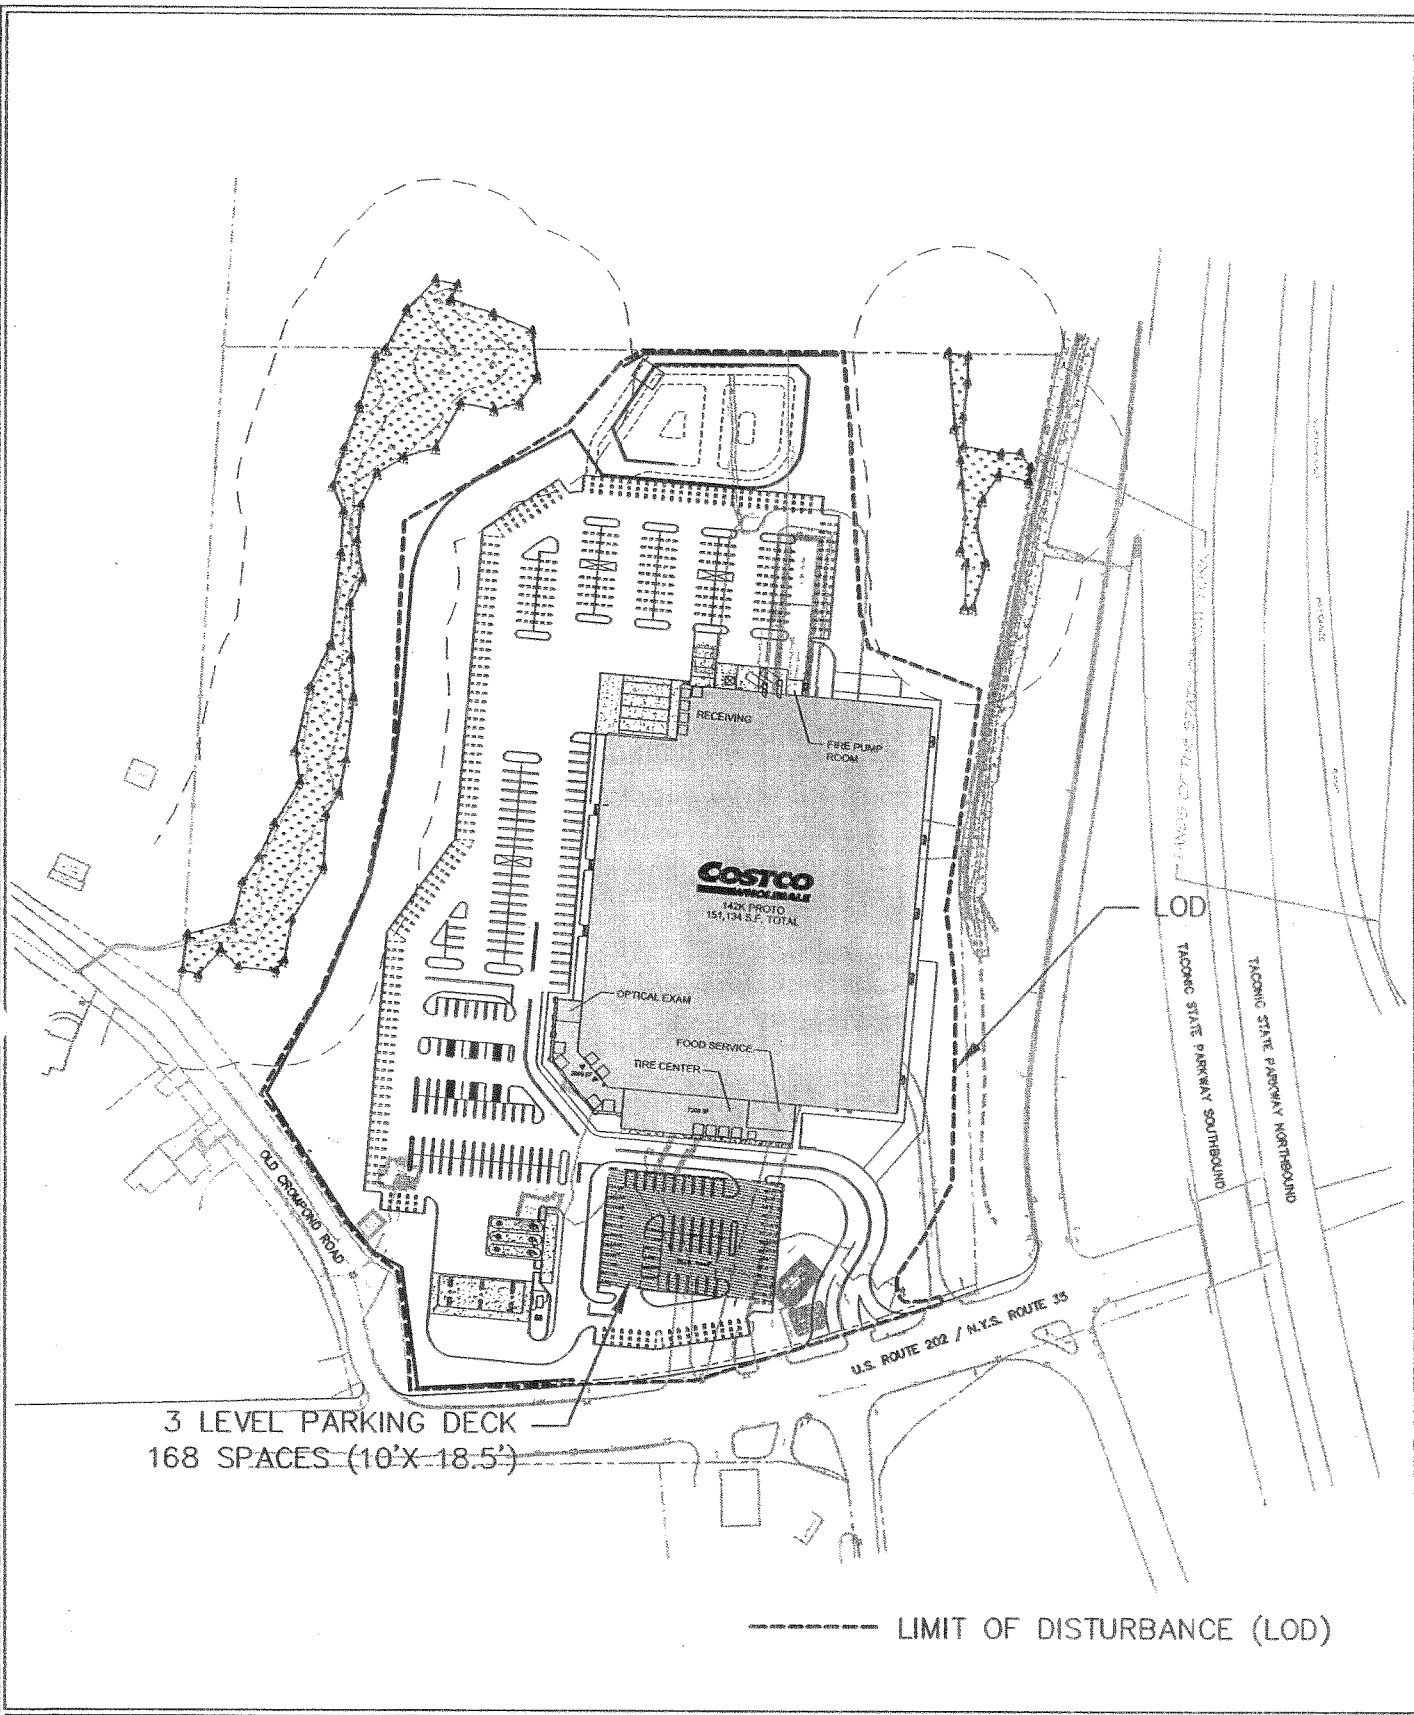 RECEIVING
FIRE PUMP
ROOM
COSTCO
WHOLESALE
142K PROTO
151,134 S.F. TOTAL
LOD
OPTICAL EXAM
FOOD SERVICE
TIRE CENTER
TACONIC STATE PARKWAY SOUTHBOUND
TACONIC STATE PARKWAY NORTHBOUND
OLD CROMPOND ROAD
U.S. ROUTE 202 / N.Y.S. ROUTE 35
3 LEVEL PARKING DECK
168 SPACES (10'X 18.5')
LIMIT OF DISTURBANCE (LOD)